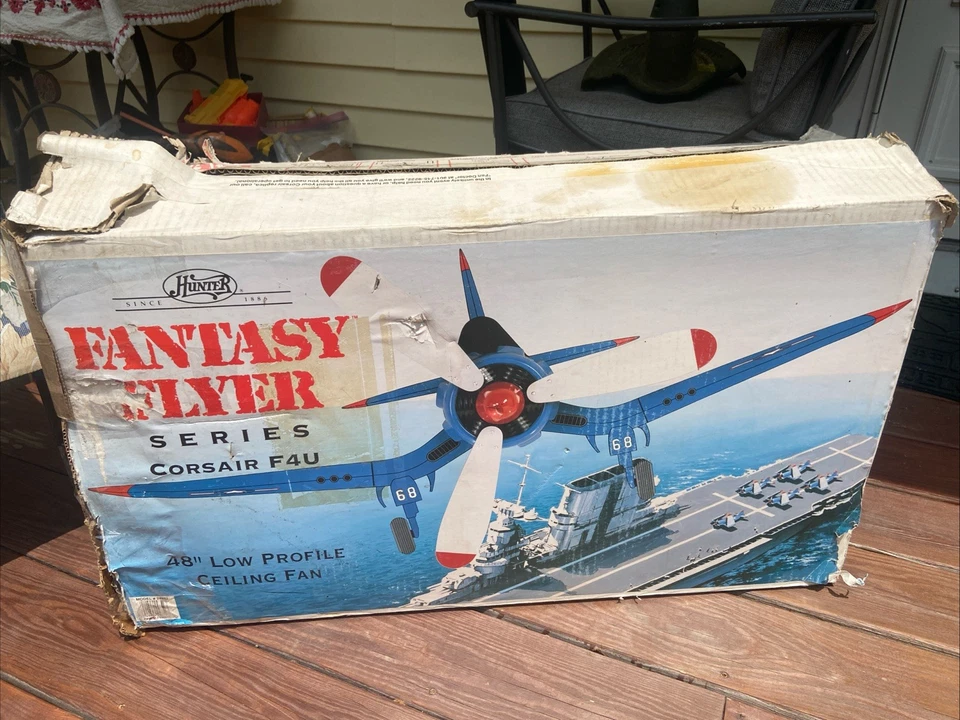 HUNTER®
SINCE 1886
FANTASY
FLYER
SERIES
CORSAIR F4U
68
68
48" LOW PROFILE
CEILING FAN